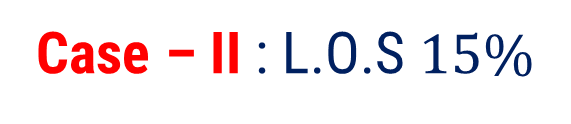 Case – II : L.O.S 15%